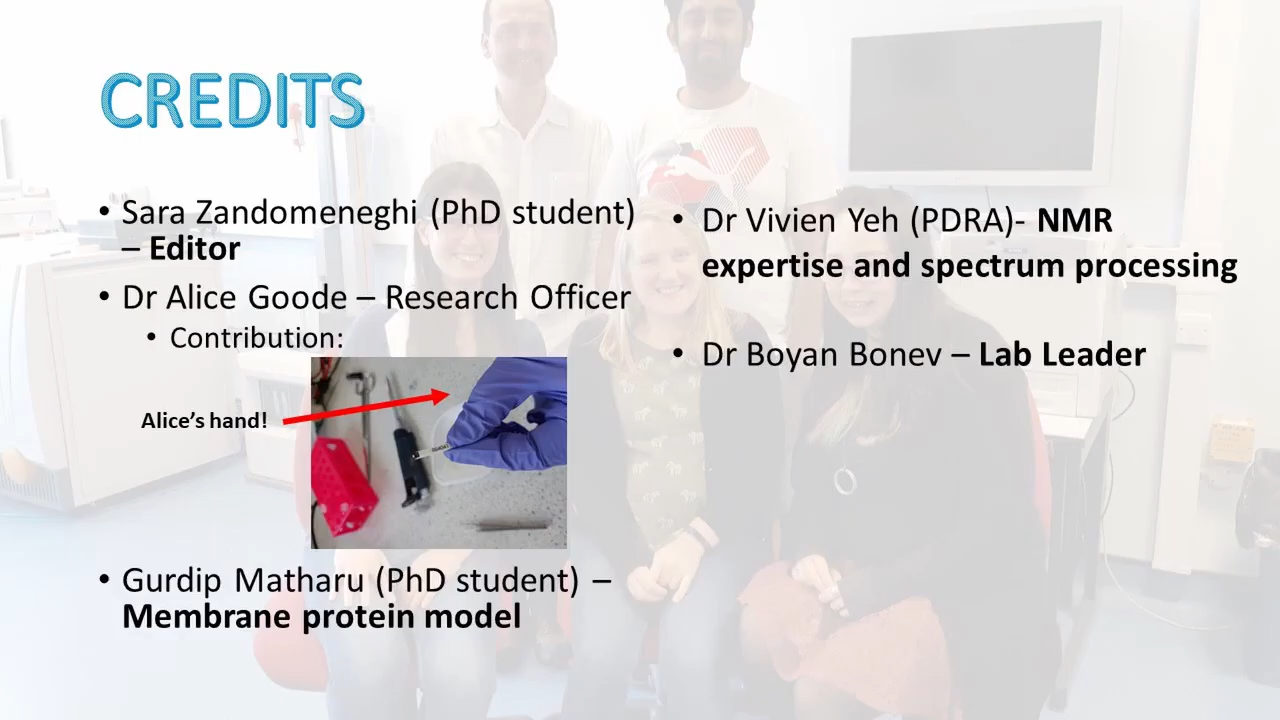 CREDITS
• Sara Zandomeneghi (PhD student)
– Editor
• Dr Alice Goode – Research Officer
• Contribution:
Alice’s hand!
• Gurdip Matharu (PhD student) –
Membrane protein model
• Dr Vivien Yeh (PDRA)- NMR
expertise and spectrum processing
• Dr Boyan Bonev – Lab Leader